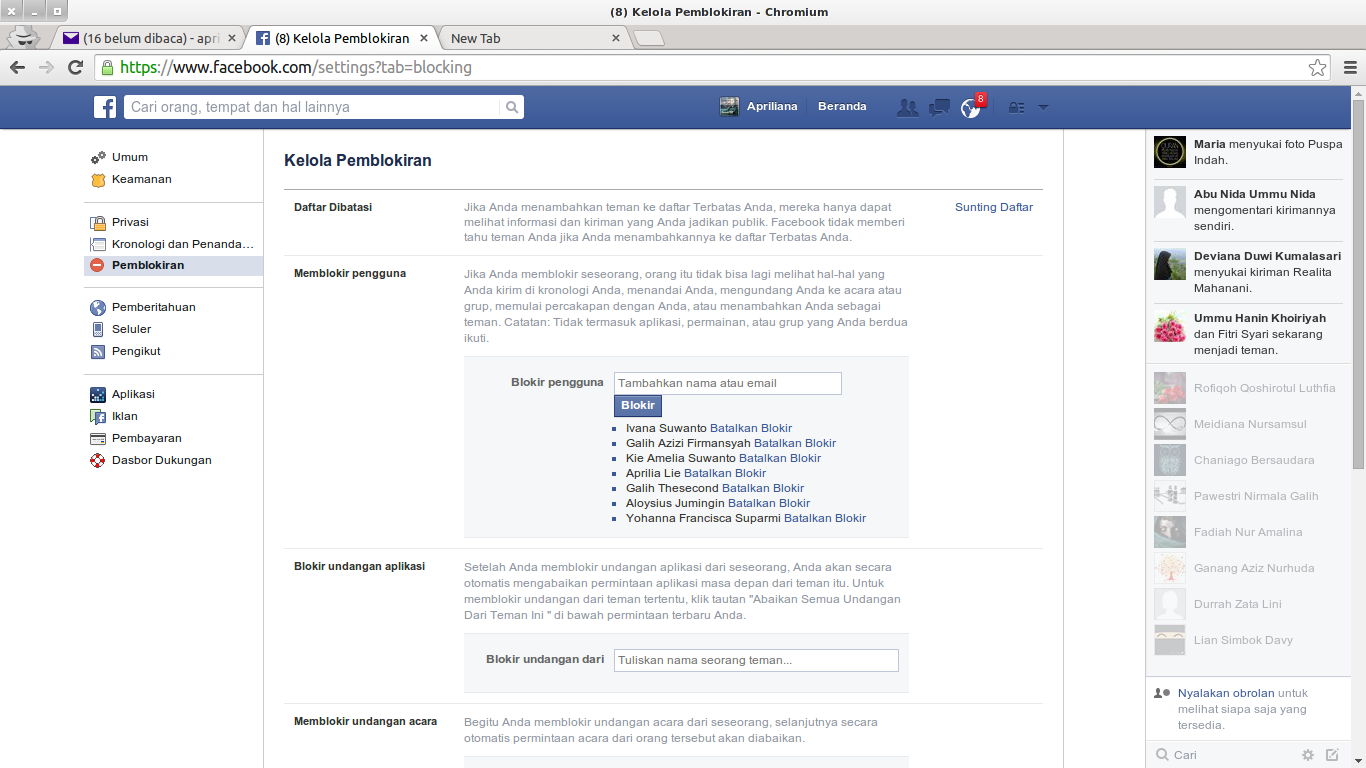 (8) Kelola Pemblokiran - Chromium
(16 belum dibaca) - apri
(8) Kelola Pemblokiran
New Tab
https://www.facebook.com/settings?tab=blocking
Cari orang, tempat dan hal lainnya
Apriliana
Beranda
8
Umum
Keamanan
Privasi
Kronologi dan Penanda...
Pemblokiran
Pemberitahuan
Seluler
Pengikut
Aplikasi
Iklan
Pembayaran
Dasbor Dukungan
Kelola Pemblokiran
Daftar Dibatasi
Jika Anda menambahkan teman ke daftar Terbatas Anda, mereka hanya dapat
melihat informasi dan kiriman yang Anda jadikan publik. Facebook tidak memberi
tahu teman Anda jika Anda menambahkannya ke daftar Terbatas Anda.
Sunting Daftar
Memblokir pengguna
Jika Anda memblokir seseorang, orang itu tidak bisa lagi melihat hal-hal yang
Anda kirim di kronologi Anda, menandai Anda, mengundang Anda ke acara atau
grup, memulai percakapan dengan Anda, atau menambahkan Anda sebagai
teman. Catatan: Tidak termasuk aplikasi, permainan, atau grup yang Anda berdua
ikuti.
Blokir pengguna
Tambahkan nama atau email
Blokir
Ivana Suwanto Batalkan Blokir
Galih Azizi Firmansyah Batalkan Blokir
Kie Amelia Suwanto Batalkan Blokir
Aprilia Lie Batalkan Blokir
Galih Thesecond Batalkan Blokir
Aloysius Jumingin Batalkan Blokir
Yohanna Francisca Suparmi Batalkan Blokir
Blokir undangan aplikasi
Setelah Anda memblokir undangan aplikasi dari seseorang, Anda akan secara
otomatis mengabaikan permintaan aplikasi masa depan dari teman itu. Untuk
memblokir undangan dari teman tertentu, klik tautan "Abaikan Semua Undangan
Dari Teman Ini " di bawah permintaan terbaru Anda.
Blokir undangan dari
Tuliskan nama seorang teman...
Memblokir undangan acara
Begitu Anda memblokir undangan acara dari seseorang, selanjutnya secara
otomatis permintaan acara dari orang tersebut akan diabaikan.
Maria menyukai foto Puspa
Indah.
Abu Nida Ummu Nida
mengomentari kirimannya
sendiri.
Deviana Duwi Kumalasari
menyukai kiriman Realita
Mahanani.
Ummu Hanin Khoiriyah
dan Fitri Syari sekarang
menjadi teman.
Rofiqoh Qoshirotul Luthfia
Meidiana Nursamsul
Chaniago Bersaudara
Pawestri Nirmala Galih
Fadiah Nur Amalina
Ganang Aziz Nurhuda
Durrah Zata Lini
Lian Simbok Davy
Nyalakan obrolan untuk
melihat siapa saja yang
tersedia.
Cari